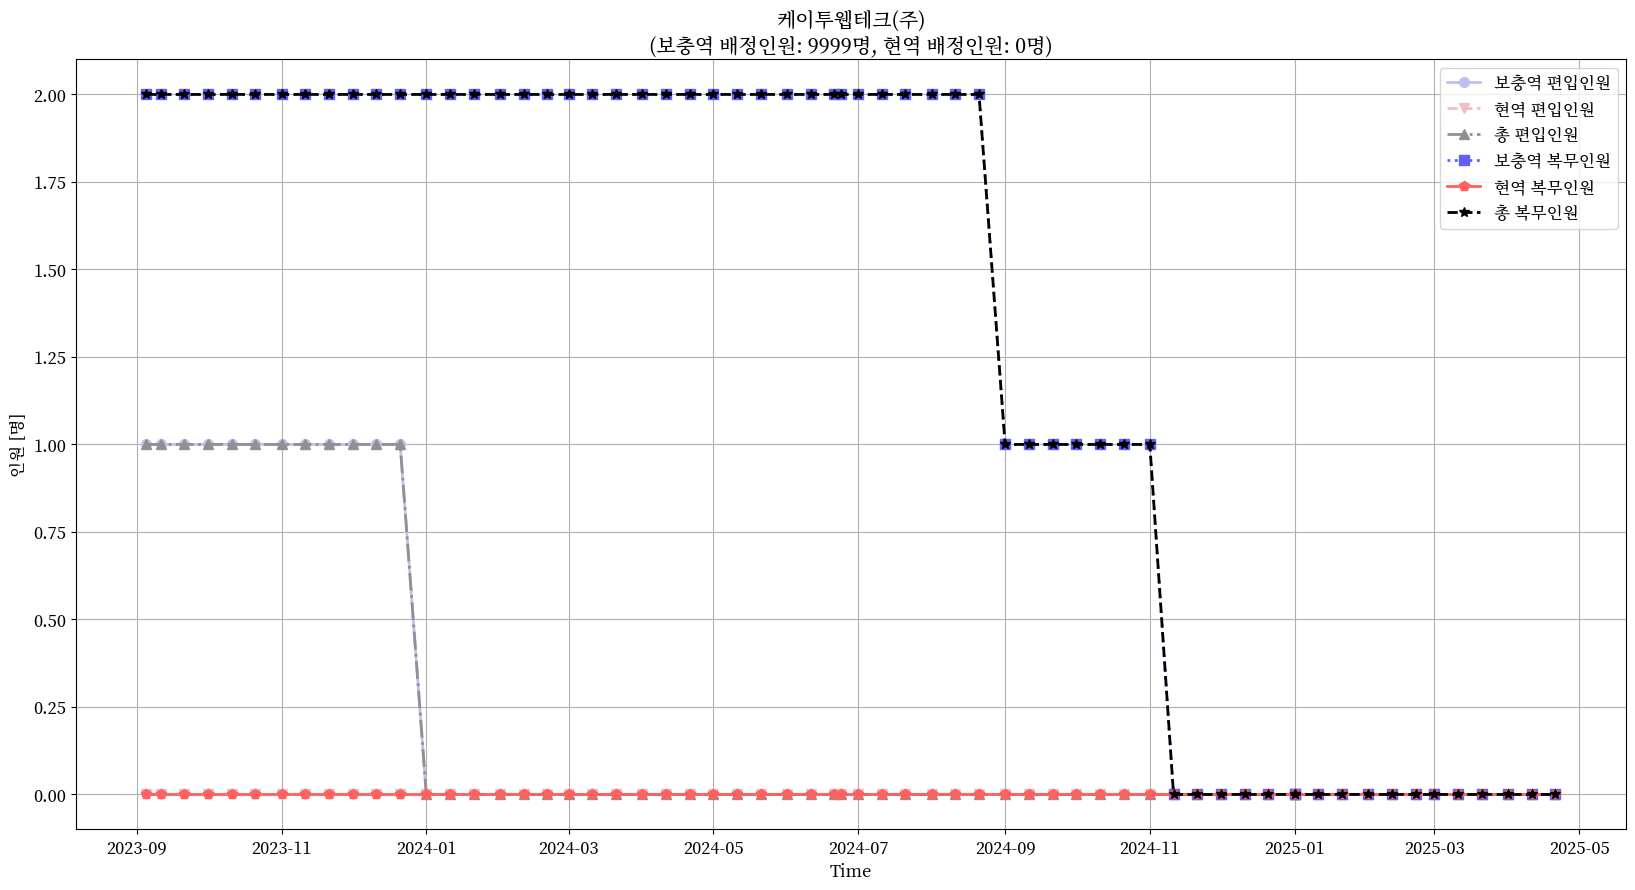 케이투웹테크(주)
(보충역 배정인원: 9999명, 현역 배정인원: 0명)
보충역 편입인원
현역 편입인원
총 편입인원
보충역 복무인원
현역 복무인원
총 복무인원
인원 [명]
2.00
1.75
1.50
1.25
1.00
0.75
0.50
0.25
0.00
2023-09 2023-11 2024-01 2024-03 2024-05 2024-07 2024-09 2024-11 2025-01 2025-03 2025-05
Time